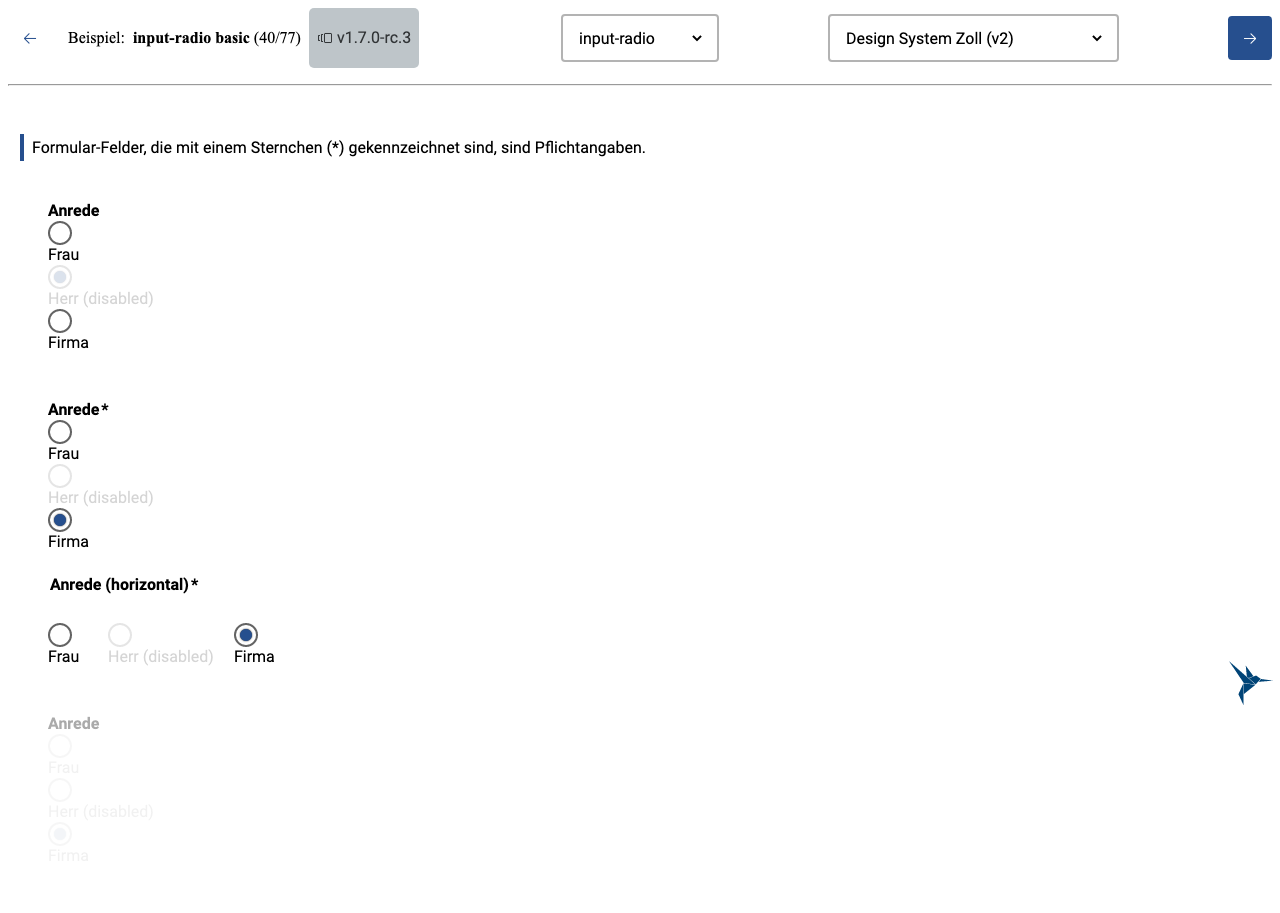 Beispiel: input-radio basic (40/77) v1.7.0-rc.3 input-radio Design System Zoll (v2)
Formular-Felder, die mit einem Sternchen (*) gekennzeichnet sind, sind Pflichtangaben.
Anrede
Frau
Herr (disabled)
Firma
Anrede*
Frau
Herr (disabled)
Firma
Anrede (horizontal)*
Frau Herr (disabled) Firma
Anrede
Frau
Herr (disabled)
Firma